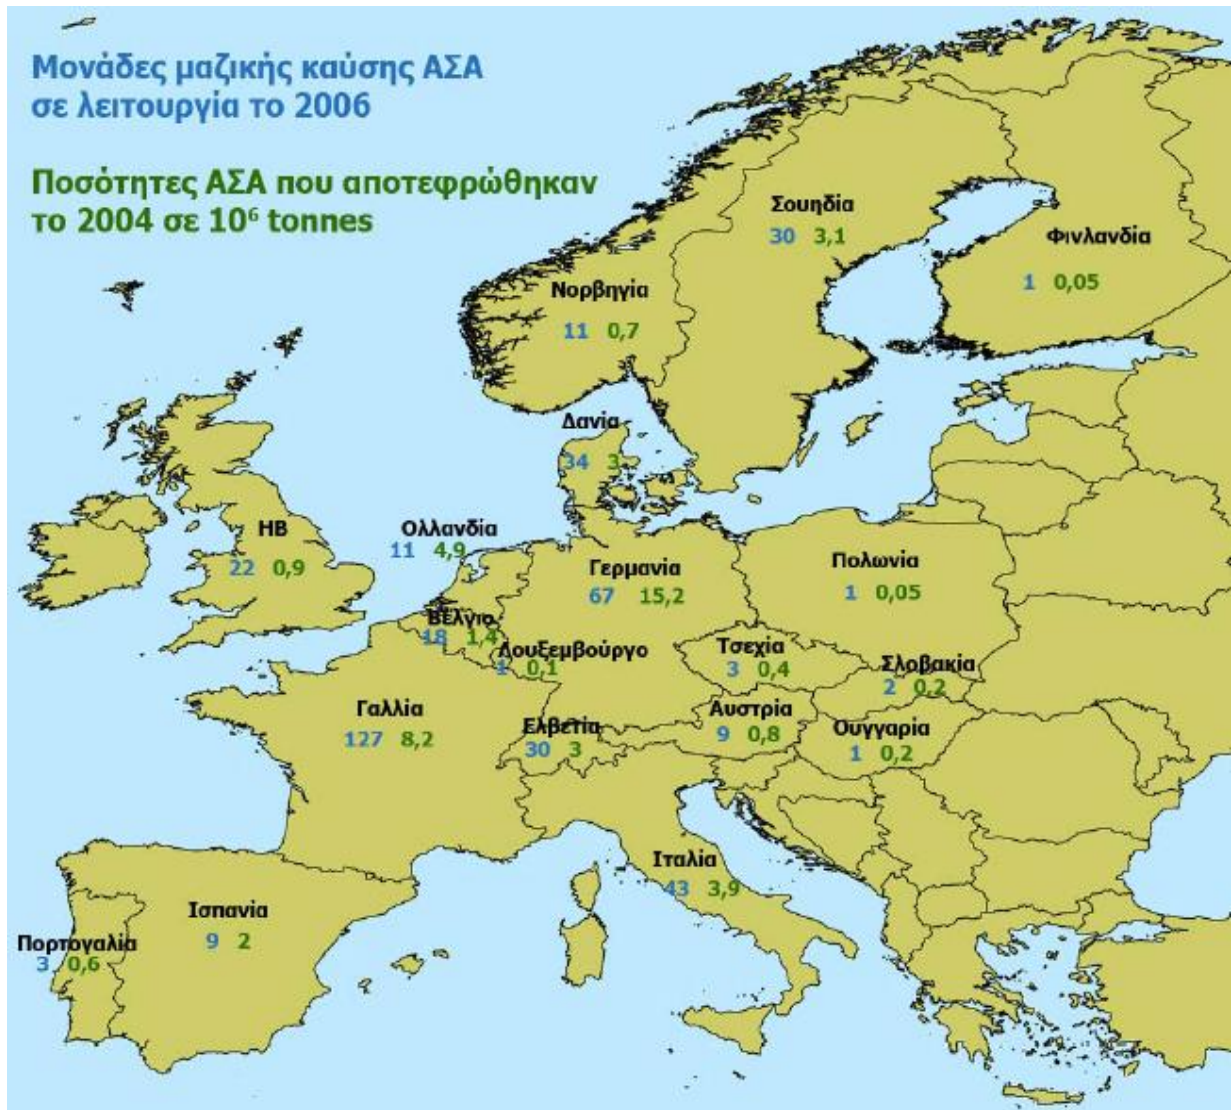 Μονάδες μαζικής καύσης ΑΣΑ
σε λειτουργία το 2006
Ποσότητες ΑΣΑ που αποτεφρώθηκαν
το 2004 σε 10⁶ tonnes
Σουηδία
30 3,1
Φινλανδία
1 0,05
Νορβηγία
11 0,7
Δανία
34 3
ΗΒ
22 0,9
Ολλανδία
11 4,9
Γερμανία
67 15,2
Πολωνία
1 0,05
Βέλγιο
18 1,4
Λουξεμβούργο
1 0,1
Τσεχία
3 0,4
Σλοβακία
2 0,2
Γαλλία
127 8,2
Ελβετία
30 3
Αυστρία
9 0,8
Ουγγαρία
1 0,2
Ιταλία
43 3,9
Ισπανία
9 2
Πορτογαλία
3 0,6